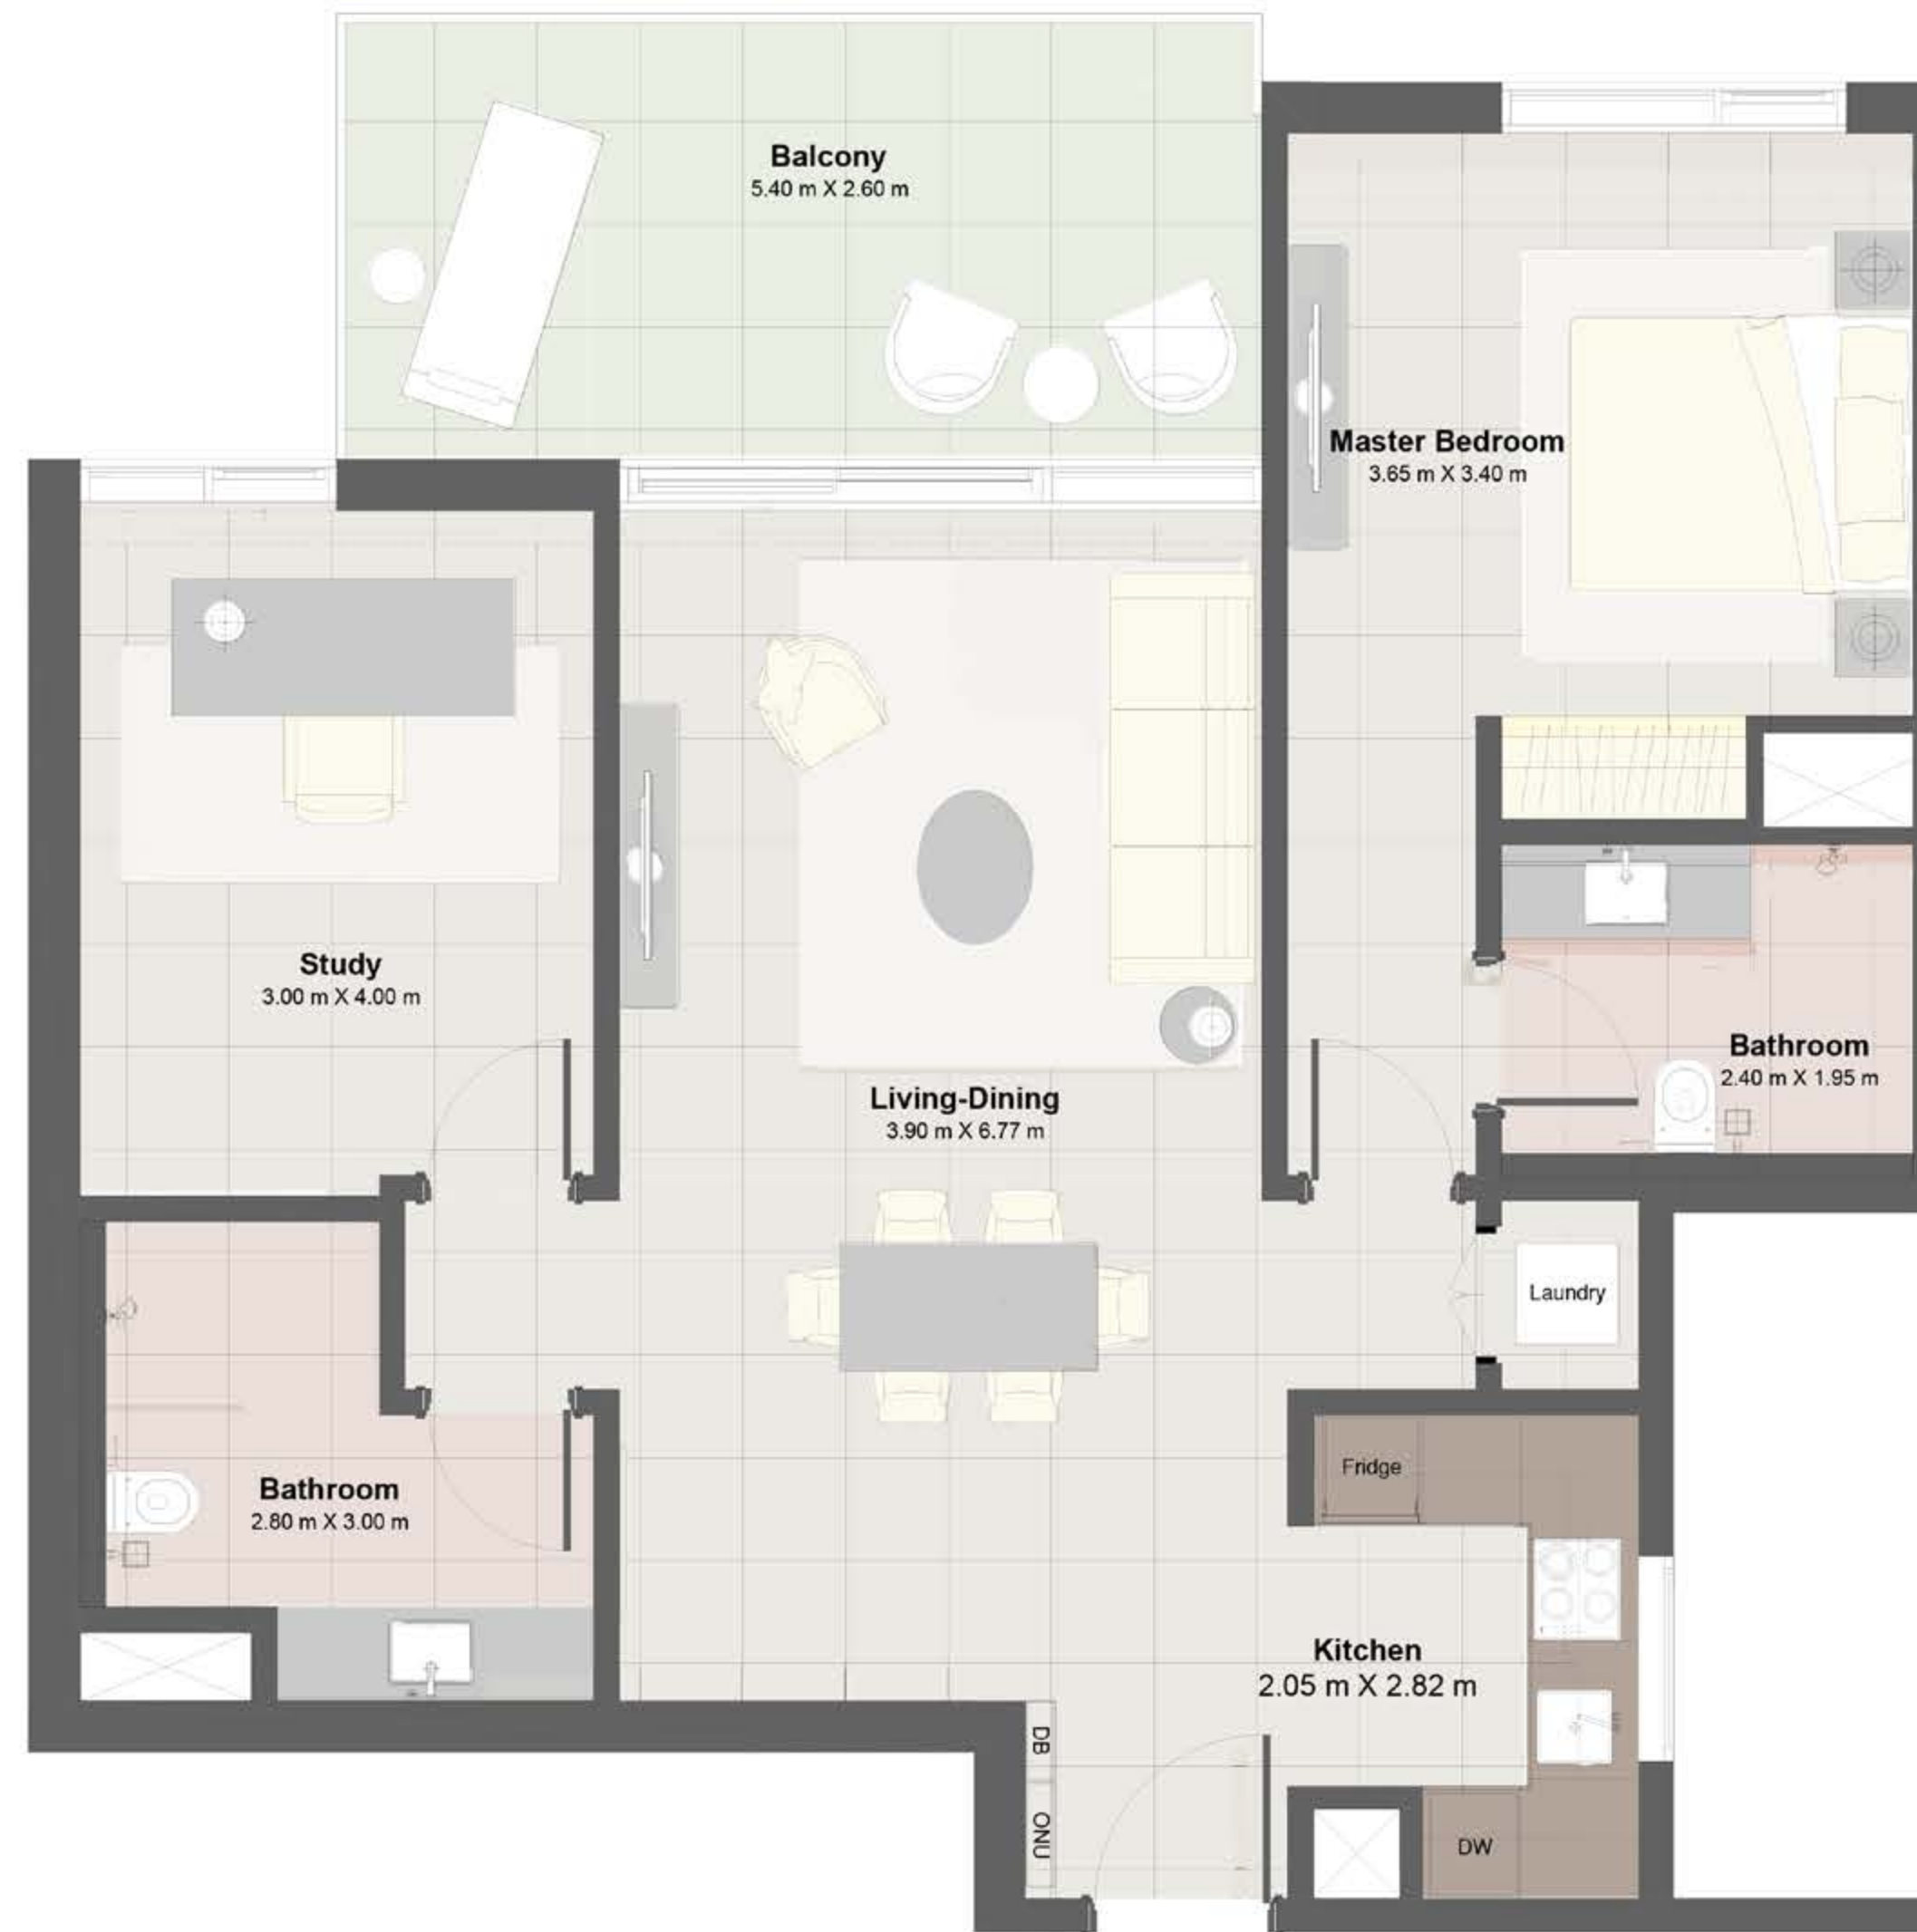 Balcony
5.40 m X 2.60 m
Master Bedroom
3.65 m X 3.40 m
Study
3.00 m X 4.00 m
Living-Dining
3.90 m X 6.77 m
Bathroom
2.40 m X 1.95 m
Laundry
Bathroom
2.80 m X 3.00 m
Fridge
Kitchen
2.05 m X 2.82 m
DB
ONU
DW